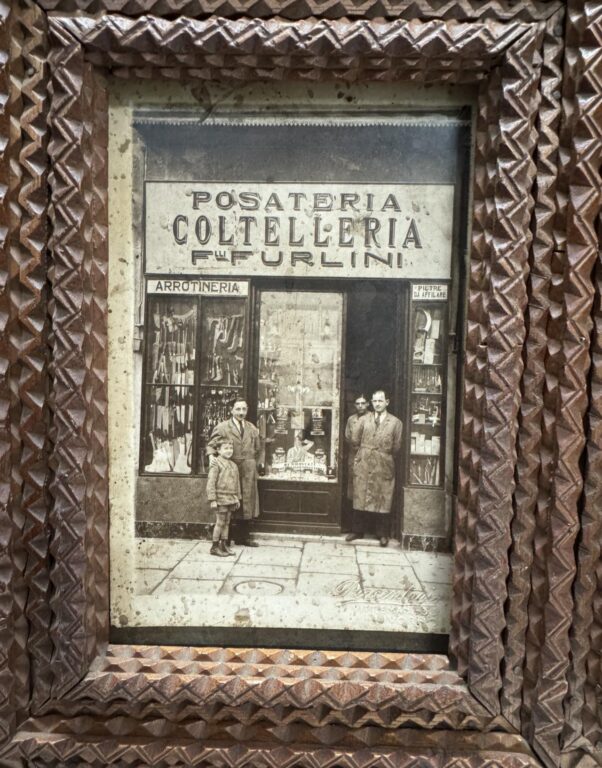 POSATERIA
COLTELLERIA
FLLI FURLINI
ARROTINERIA
PIETRE
DA AFFILARE